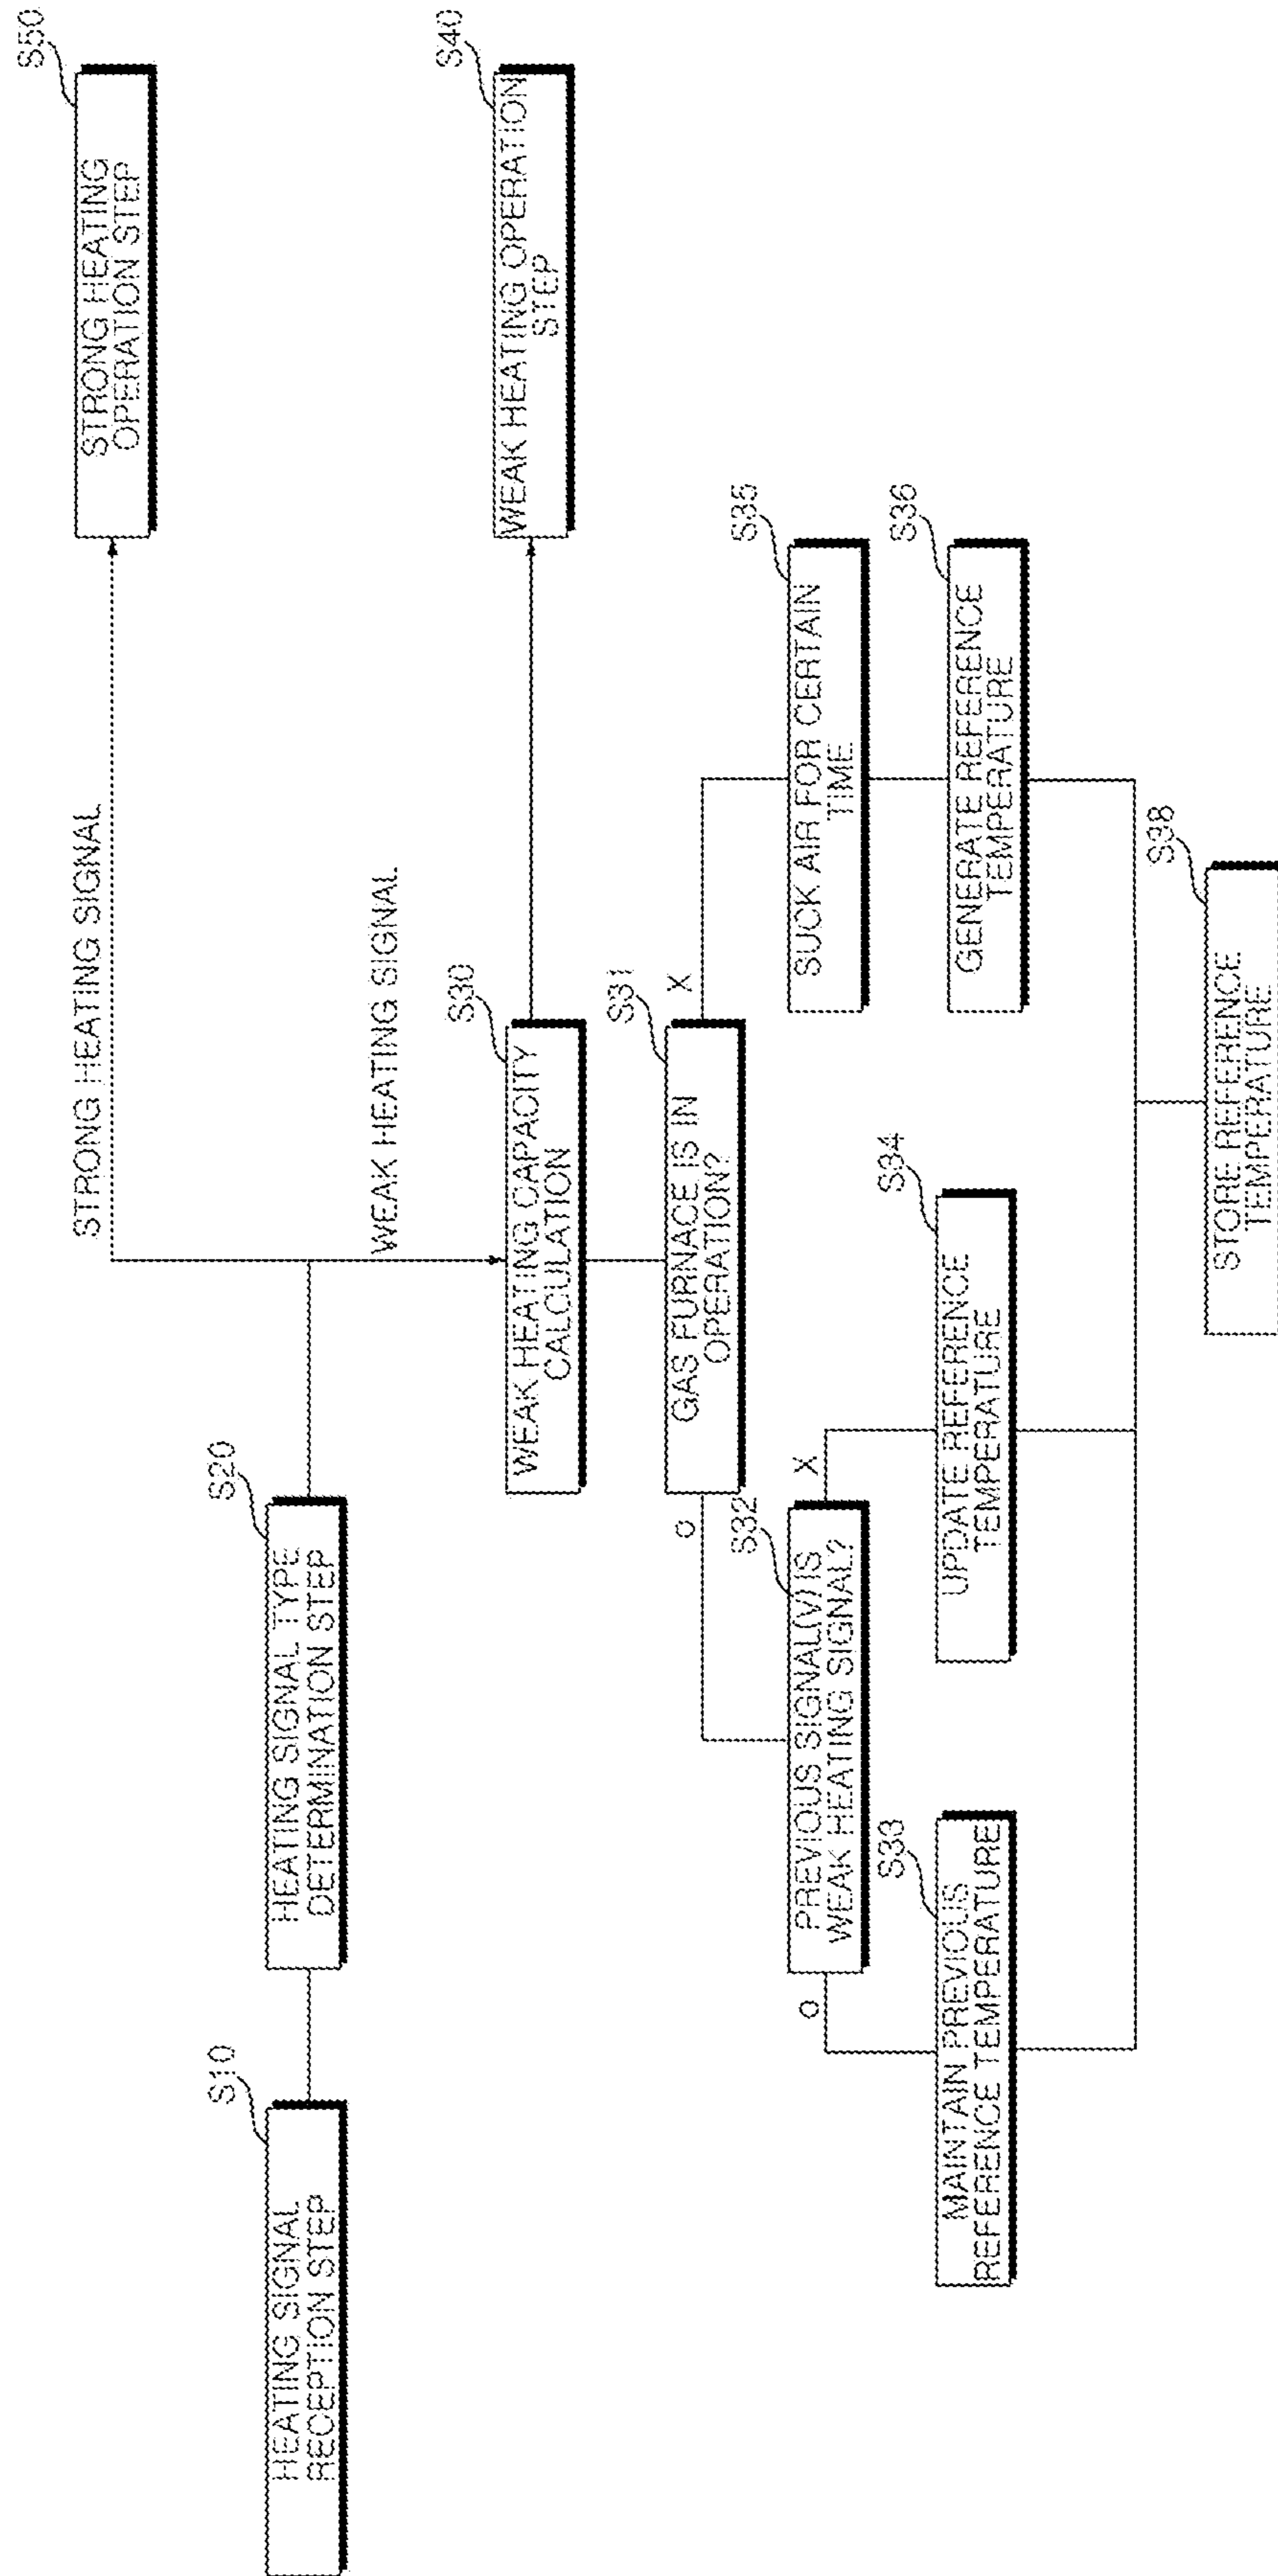 HEATING SIGNAL
RECEPTION STEP
S10
HEATING SIGNAL TYPE
DETERMINATION STEP
S20
STRONG HEATING SIGNAL
STRONG HEATING
OPERATION STEP
S50
WEAK HEATING SIGNAL
WEAK HEATING CAPACITY
CALCULATION
S30
WEAK HEATING OPERATION
STEP
S40
GAS FURNACE IS IN
OPERATION?
S31
O
X
PREVIOUS SIGNAL(V) IS
WEAK HEATING SIGNAL?
S32
O
X
SUCK AIR FOR CERTAIN
TIME
S35
MAINTAIN PREVIOUS
REFERENCE TEMPERATURE
S33
UPDATE REFERENCE
TEMPERATURE
S34
GENERATE REFERENCE
TEMPERATURE
S36
STORE REFERENCE
TEMPERATURE
S38